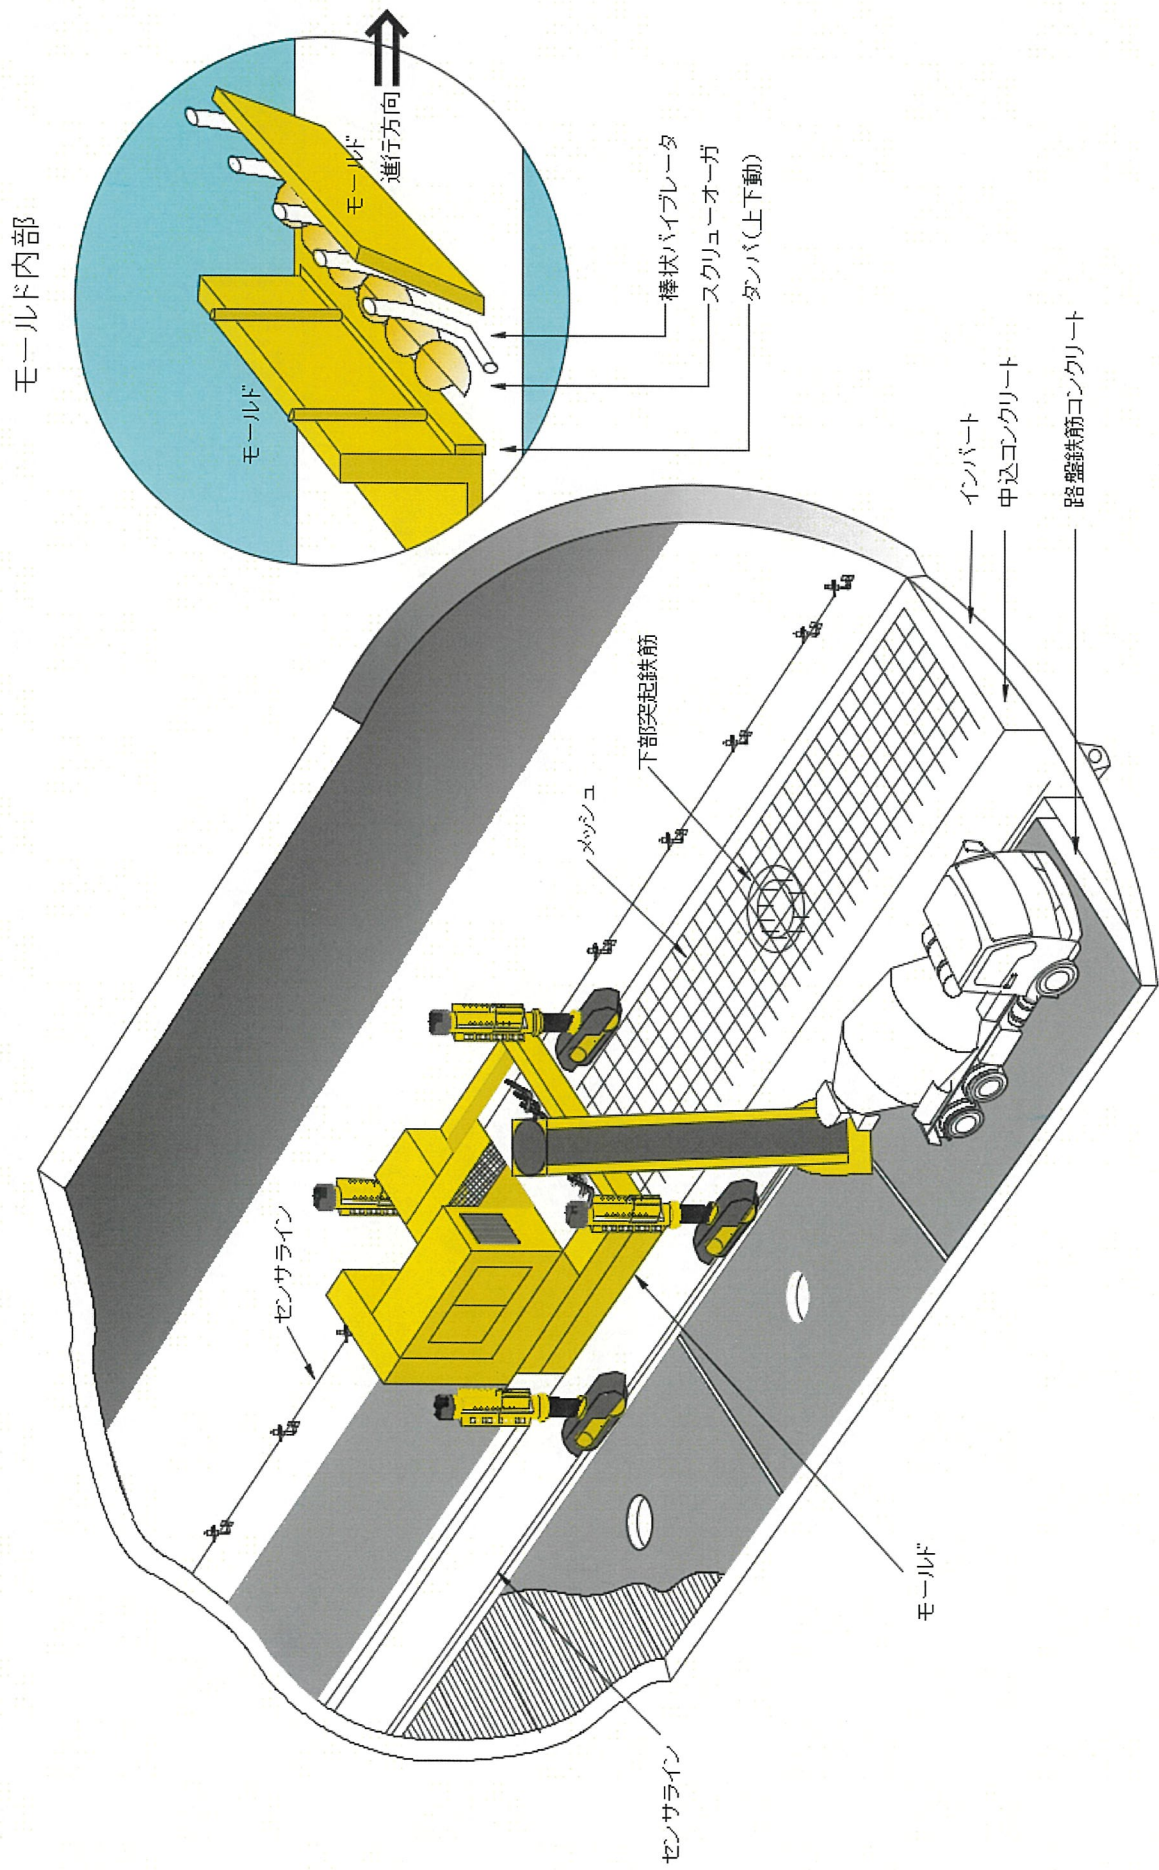 モールド内部
モールド
モールド
進行方向
棒状バイブレータ
スクリューオーガ
タンパ(上下動)
センサライン
メッシュ
下部突起鉄筋
インバート
中込コンクリート
路盤鉄筋コンクリート
センサライン
モールド